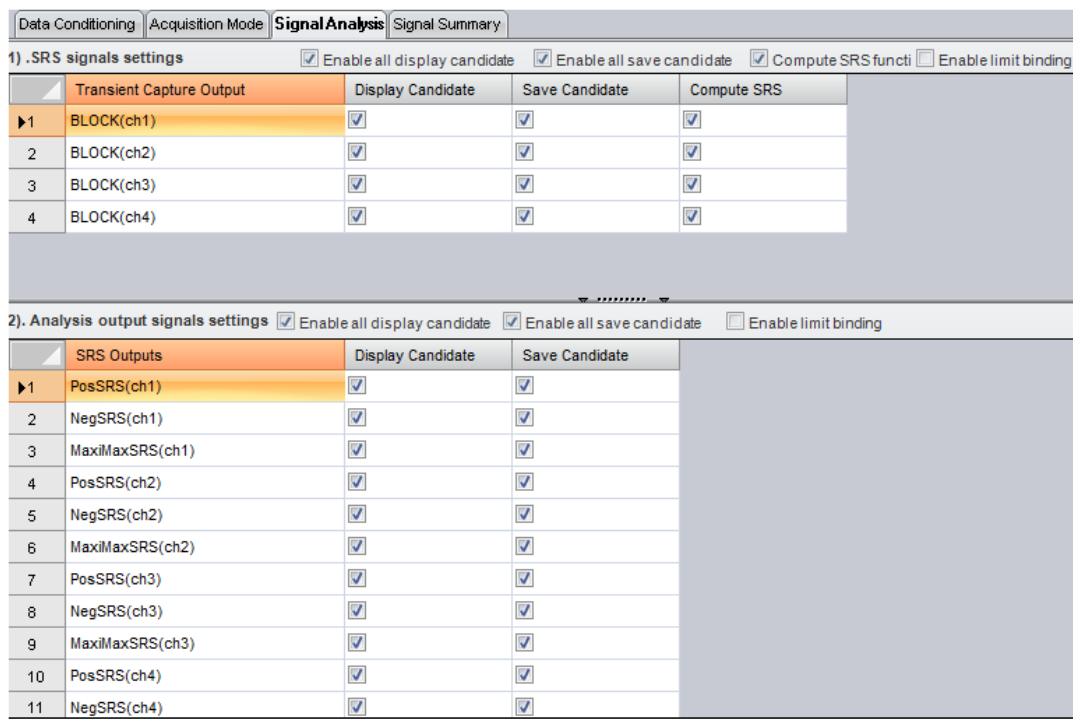 Data Conditioning Acquisition Mode Signal Analysis Signal Summary
1) .SRS signals settings Enable all display candidate Enable all save candidate Compute SRS functi Enable limit binding
Transient Capture Output Display Candidate Save Candidate Compute SRS
1 BLOCK(ch1)
2 BLOCK(ch2)
3 BLOCK(ch3)
4 BLOCK(ch4)
2). Analysis output signals settings Enable all display candidate Enable all save candidate Enable limit binding
SRS Outputs Display Candidate Save Candidate
1 PosSRS(ch1)
2 NegSRS(ch1)
3 MaxiMaxSRS(ch1)
4 PosSRS(ch2)
5 NegSRS(ch2)
6 MaxiMaxSRS(ch2)
7 PosSRS(ch3)
8 NegSRS(ch3)
9 MaxiMaxSRS(ch3)
10 PosSRS(ch4)
11 NegSRS(ch4)